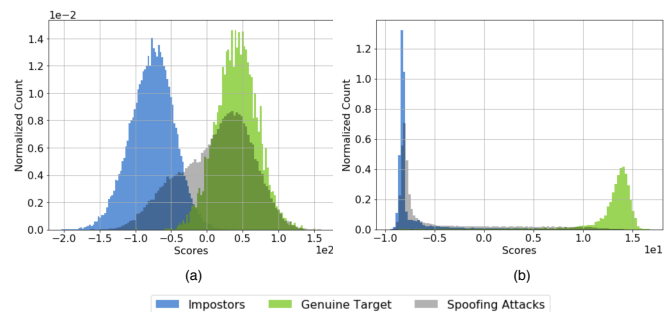 1e−2
1.4
1.2
1.0
0.8
0.6
0.4
0.2
0.0
Normalized Count
−2.0 −1.5 −1.0 −0.5 0.0 0.5 1.0 1.5
Scores
1e2
(a)
1.2
1.0
0.8
0.6
0.4
0.2
0.0
Normalized Count
−1.0 −0.5 0.0 0.5 1.0 1.5
Scores
1e1
(b)
Impostors Genuine Target Spoofing Attacks